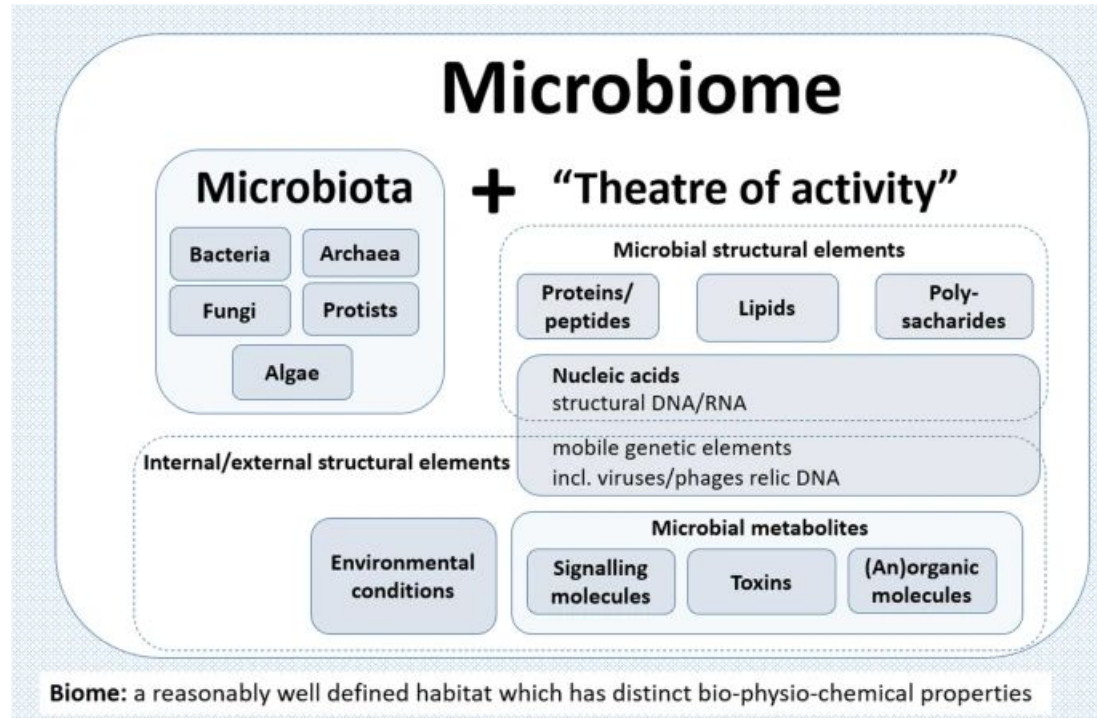 Microbiome
Microbiota + “Theatre of activity”
Bacteria
Archaea
Fungi
Protists
Algae
Microbial structural elements
Proteins/
peptides
Lipids
Poly-
sacharides
Nucleic acids
structural DNA/RNA
mobile genetic elements
incl. viruses/phages relic DNA
Internal/external structural elements
Environmental
conditions
Microbial metabolites
Signalling
molecules
Toxins
(An)organic
molecules
Biome: a reasonably well defined habitat which has distinct bio-physio-chemical properties